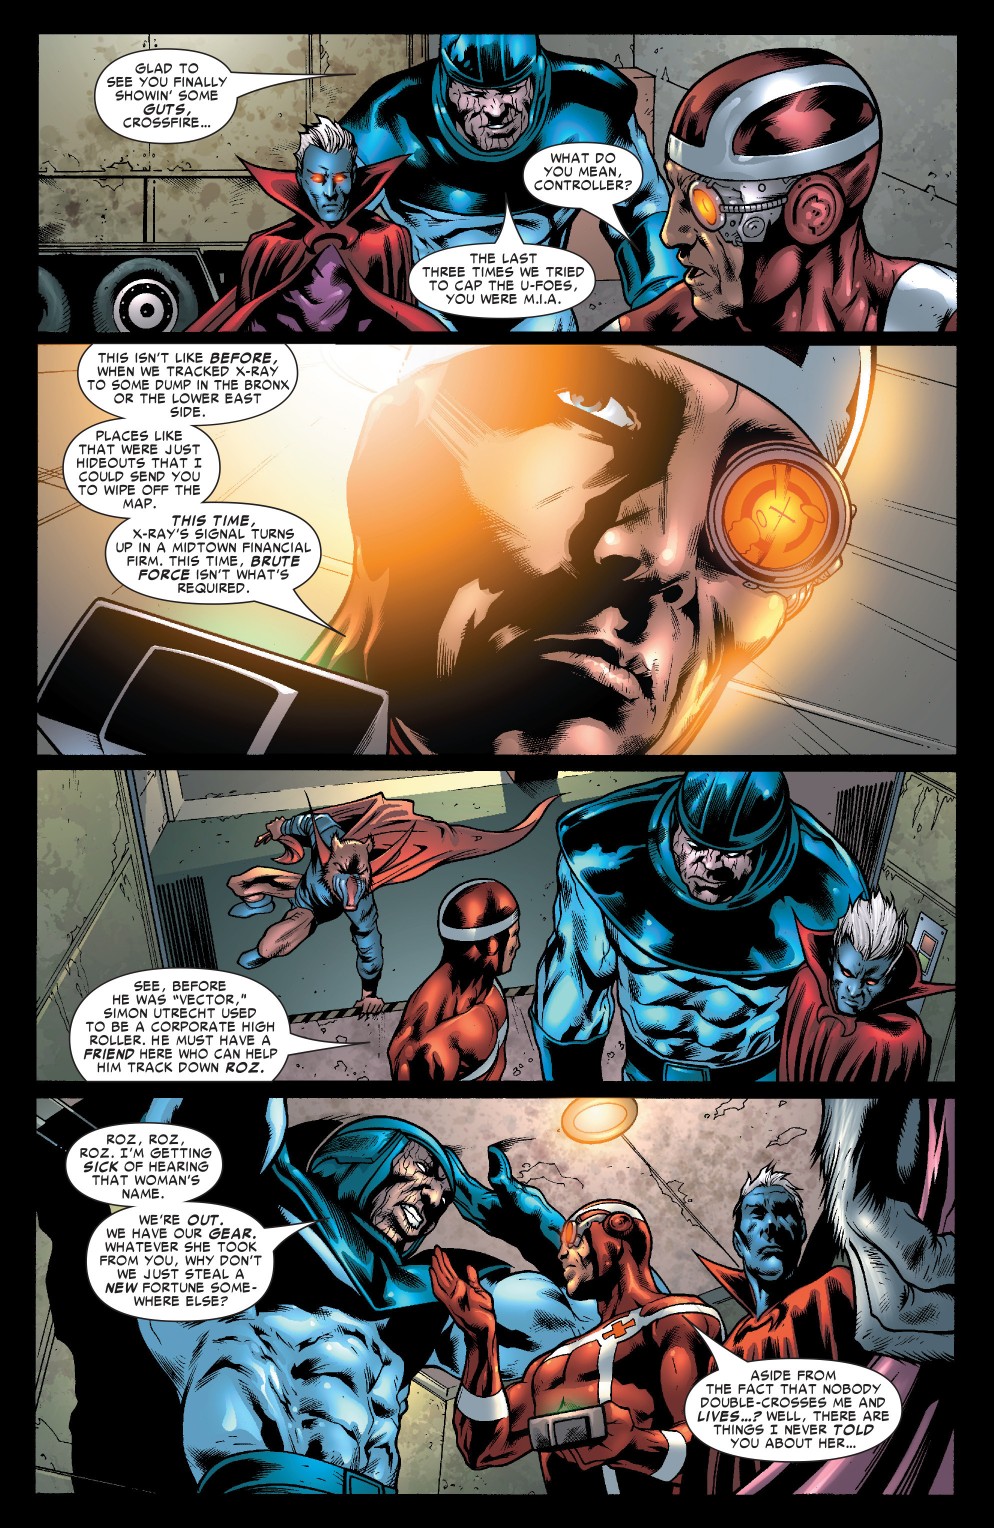 GLAD TO
SEE YOU FINALLY
SHOWIN' SOME
GUTS,
CROSSFIRE...
WHAT DO
YOU MEAN,
CONTROLLER?
THE LAST
THREE TIMES WE TRIED
TO CAP THE U-FOES,
YOU WERE M.I.A.
THIS ISN'T LIKE BEFORE,
WHEN WE TRACKED X-RAY
TO SOME DUMP IN THE BRONX
OR THE LOWER EAST
SIDE.
PLACES LIKE
THAT WERE JUST
HIDEOUTS THAT I
COULD SEND YOU
TO WIPE OFF THE
MAP.
THIS TIME,
X-RAY'S SIGNAL TURNS
UP IN A MIDTOWN FINANCIAL
FIRM. THIS TIME, BRUTE
FORCE ISN'T WHAT'S
REQUIRED.
SEE, BEFORE
HE WAS "VECTOR,"
SIMON UTRECHT USED
TO BE A CORPORATE HIGH
ROLLER. HE MUST HAVE A
FRIEND HERE WHO CAN HELP
HIM TRACK DOWN ROZ.
ROZ, ROZ,
ROZ. I'M GETTING
SICK OF HEARING
THAT WOMAN'S
NAME.
WE'RE OUT.
WE HAVE OUR GEAR.
WHATEVER SHE TOOK
FROM YOU, WHY DON'T
WE JUST STEAL A
NEW FORTUNE SOME-
WHERE ELSE?
ASIDE FROM
THE FACT THAT NOBODY
DOUBLE-CROSSES ME AND
LIVES...? WELL, THERE ARE
THINGS I NEVER TOLD
YOU ABOUT HER...